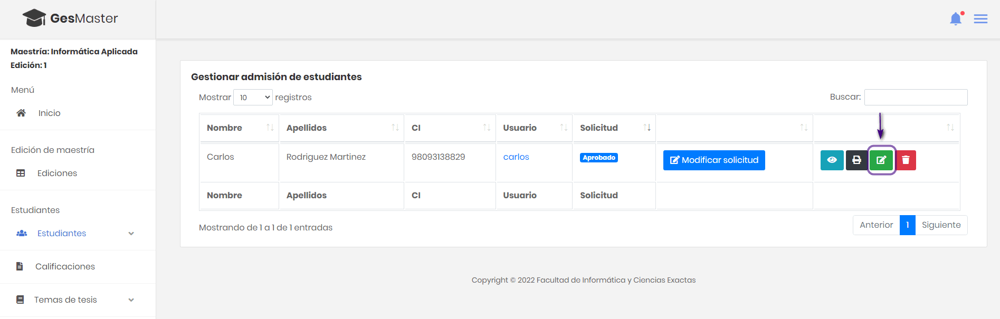 GesMaster
Maestría: Informática Aplicada
Edición: 1
Menú
Inicio
Edición de maestría
Ediciones
Estudiantes
Estudiantes
Calificaciones
Temas de tesis
Gestionar admisión de estudiantes
Mostrar 10 registros
Buscar:
Nombre Apellidos CI Usuario Solicitud
Carlos Rodriguez Martinez 98093138829 carlos Aprobado Modificar solicitud
Nombre Apellidos CI Usuario Solicitud
Mostrando de 1 a 1 de 1 entradas
Anterior 1 Siguiente
Copyright © 2022 Facultad de Informática y Ciencias Exactas